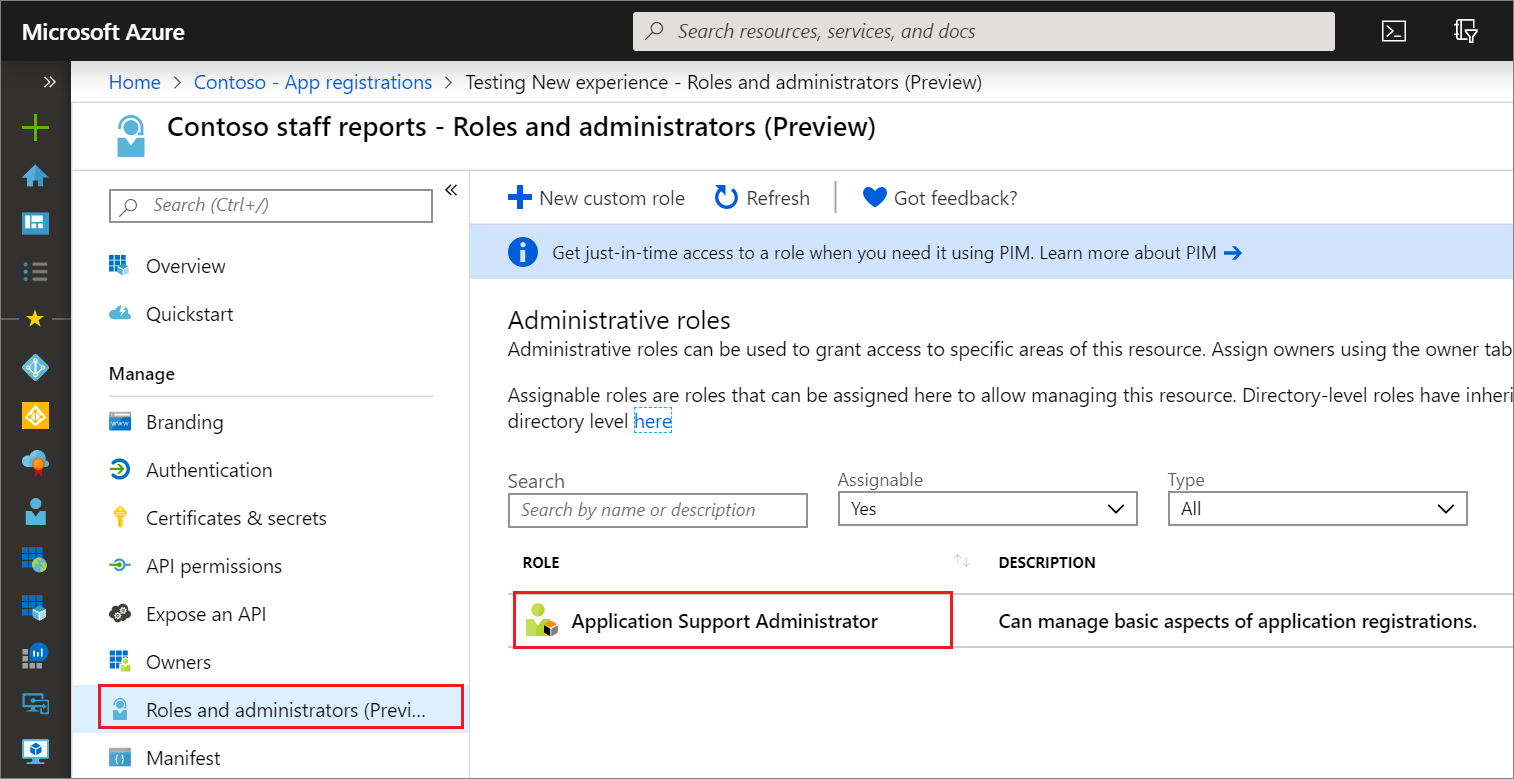 Microsoft Azure
Search resources, services, and docs
Home > Contoso - App registrations > Testing New experience - Roles and administrators (Preview)
Contoso staff reports - Roles and administrators (Preview)
Search (Ctrl+/)
Overview
Quickstart
Manage
Branding
Authentication
Certificates & secrets
API permissions
Expose an API
Owners
Roles and administrators (Previ...
Manifest
New custom role
Refresh
Got feedback?
Get just-in-time access to a role when you need it using PIM. Learn more about PIM
Administrative roles
Administrative roles can be used to grant access to specific areas of this resource. Assign owners using the owner tab
Assignable roles are roles that can be assigned here to allow managing this resource. Directory-level roles have inheri
directory level here
Search
Assignable
Type
Search by name or description
Yes
All
ROLE
DESCRIPTION
Application Support Administrator
Can manage basic aspects of application registrations.